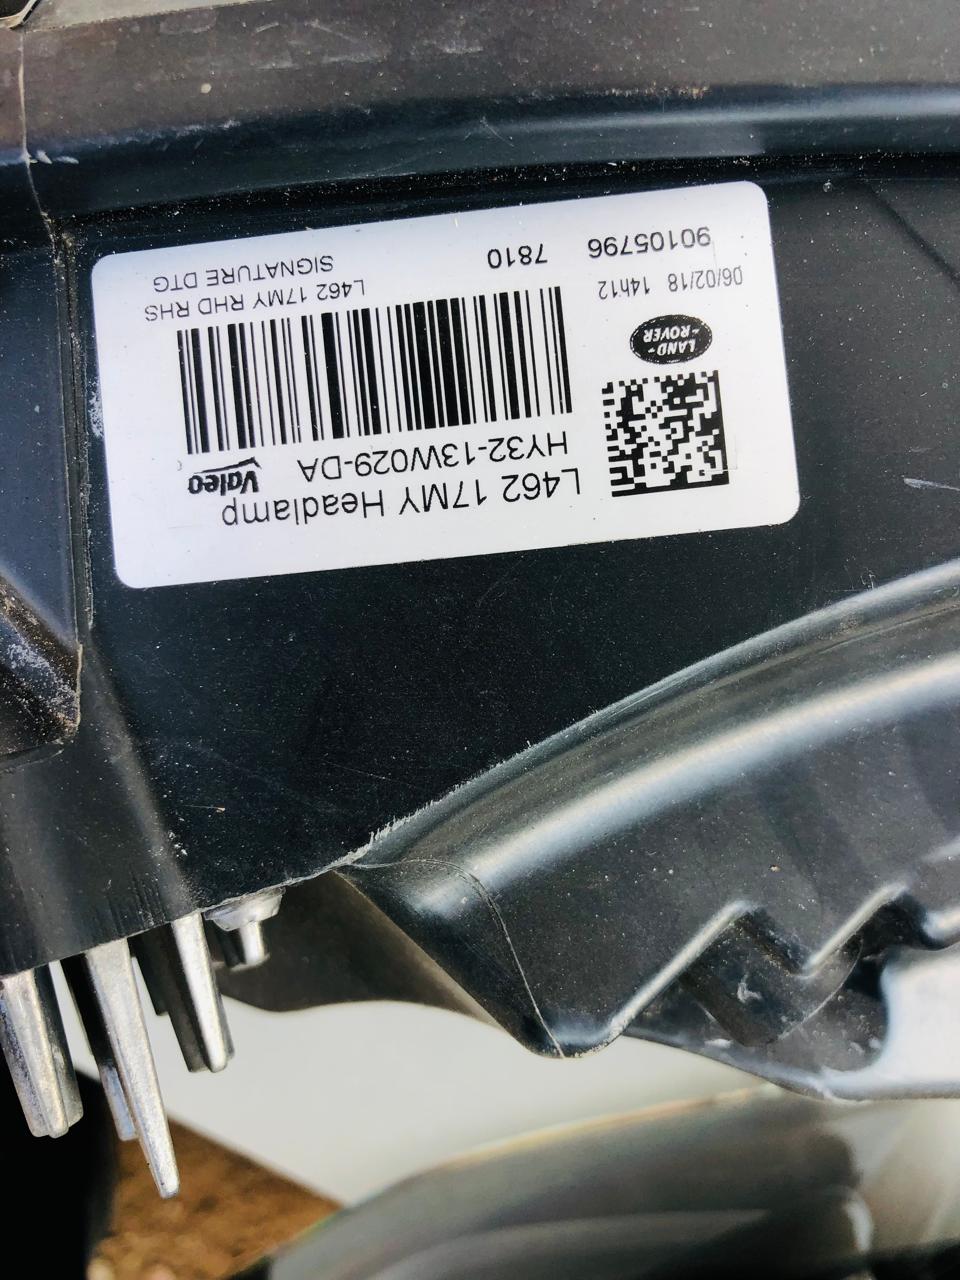 L462 17MY Headlamp
HY32-13W029-DA
Valeo
LAND-
-ROVER
L462 17MY RHD RHS
SIGNATURE DTG
06/02/18 14h12
7810
90105796